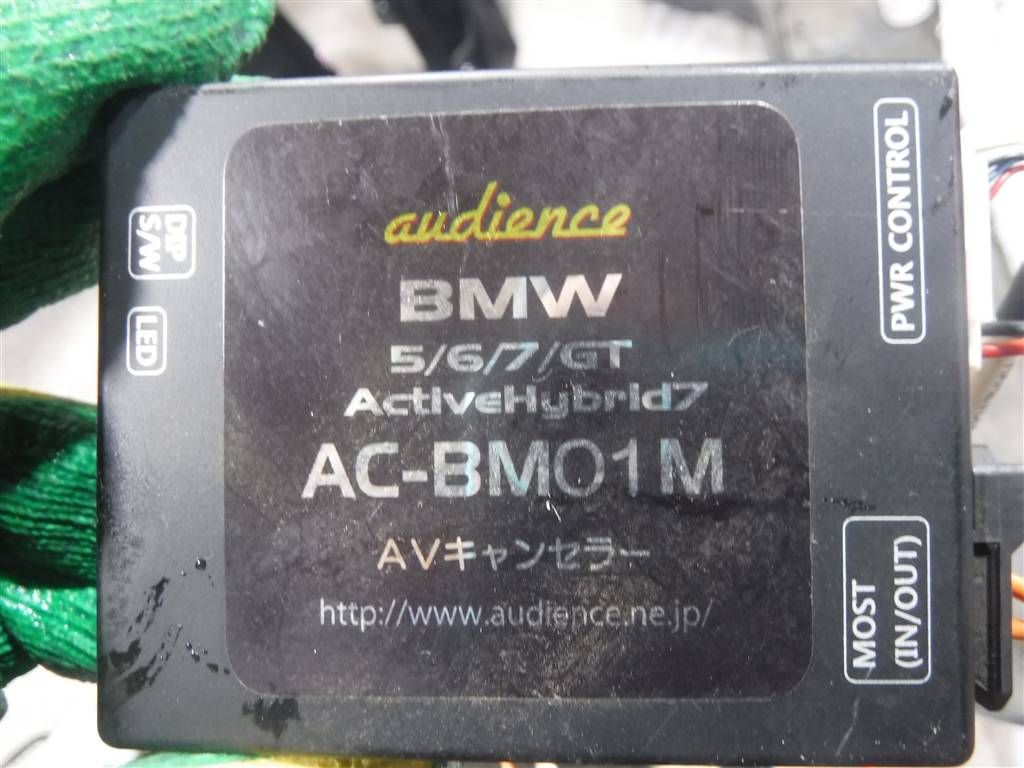 audience
BMW
5/6/7/GT
ActiveHybrid7
AC-BM01M
AVキャンセラー
http://www.audience.ne.jp/
DIP
S/W
LED
PWR CONTROL
MOST
(IN/OUT)